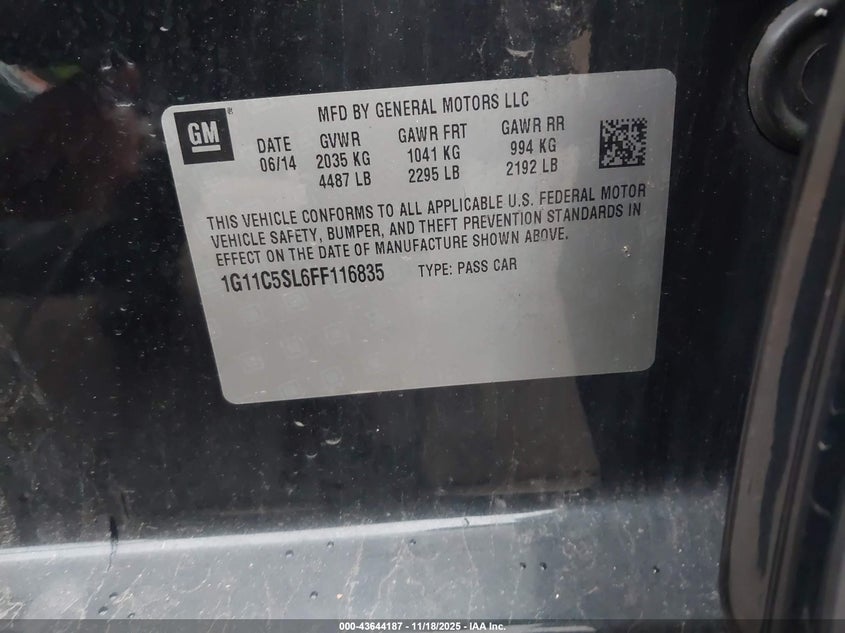 MFD BY GENERAL MOTORS LLC
GM
DATE GVWR GAWR FRT GAWR RR
06/14 2035 KG 1041 KG 994 KG
4487 LB 2295 LB 2192 LB
THIS VEHICLE CONFORMS TO ALL APPLICABLE U.S. FEDERAL MOTOR
VEHICLE SAFETY, BUMPER, AND THEFT PREVENTION STANDARDS IN
EFFECT ON THE DATE OF MANUFACTURE SHOWN ABOVE.
1G11C5SL6FF116835 TYPE: PASS CAR
000-43644187 - 11/18/2025 - IAA Inc.